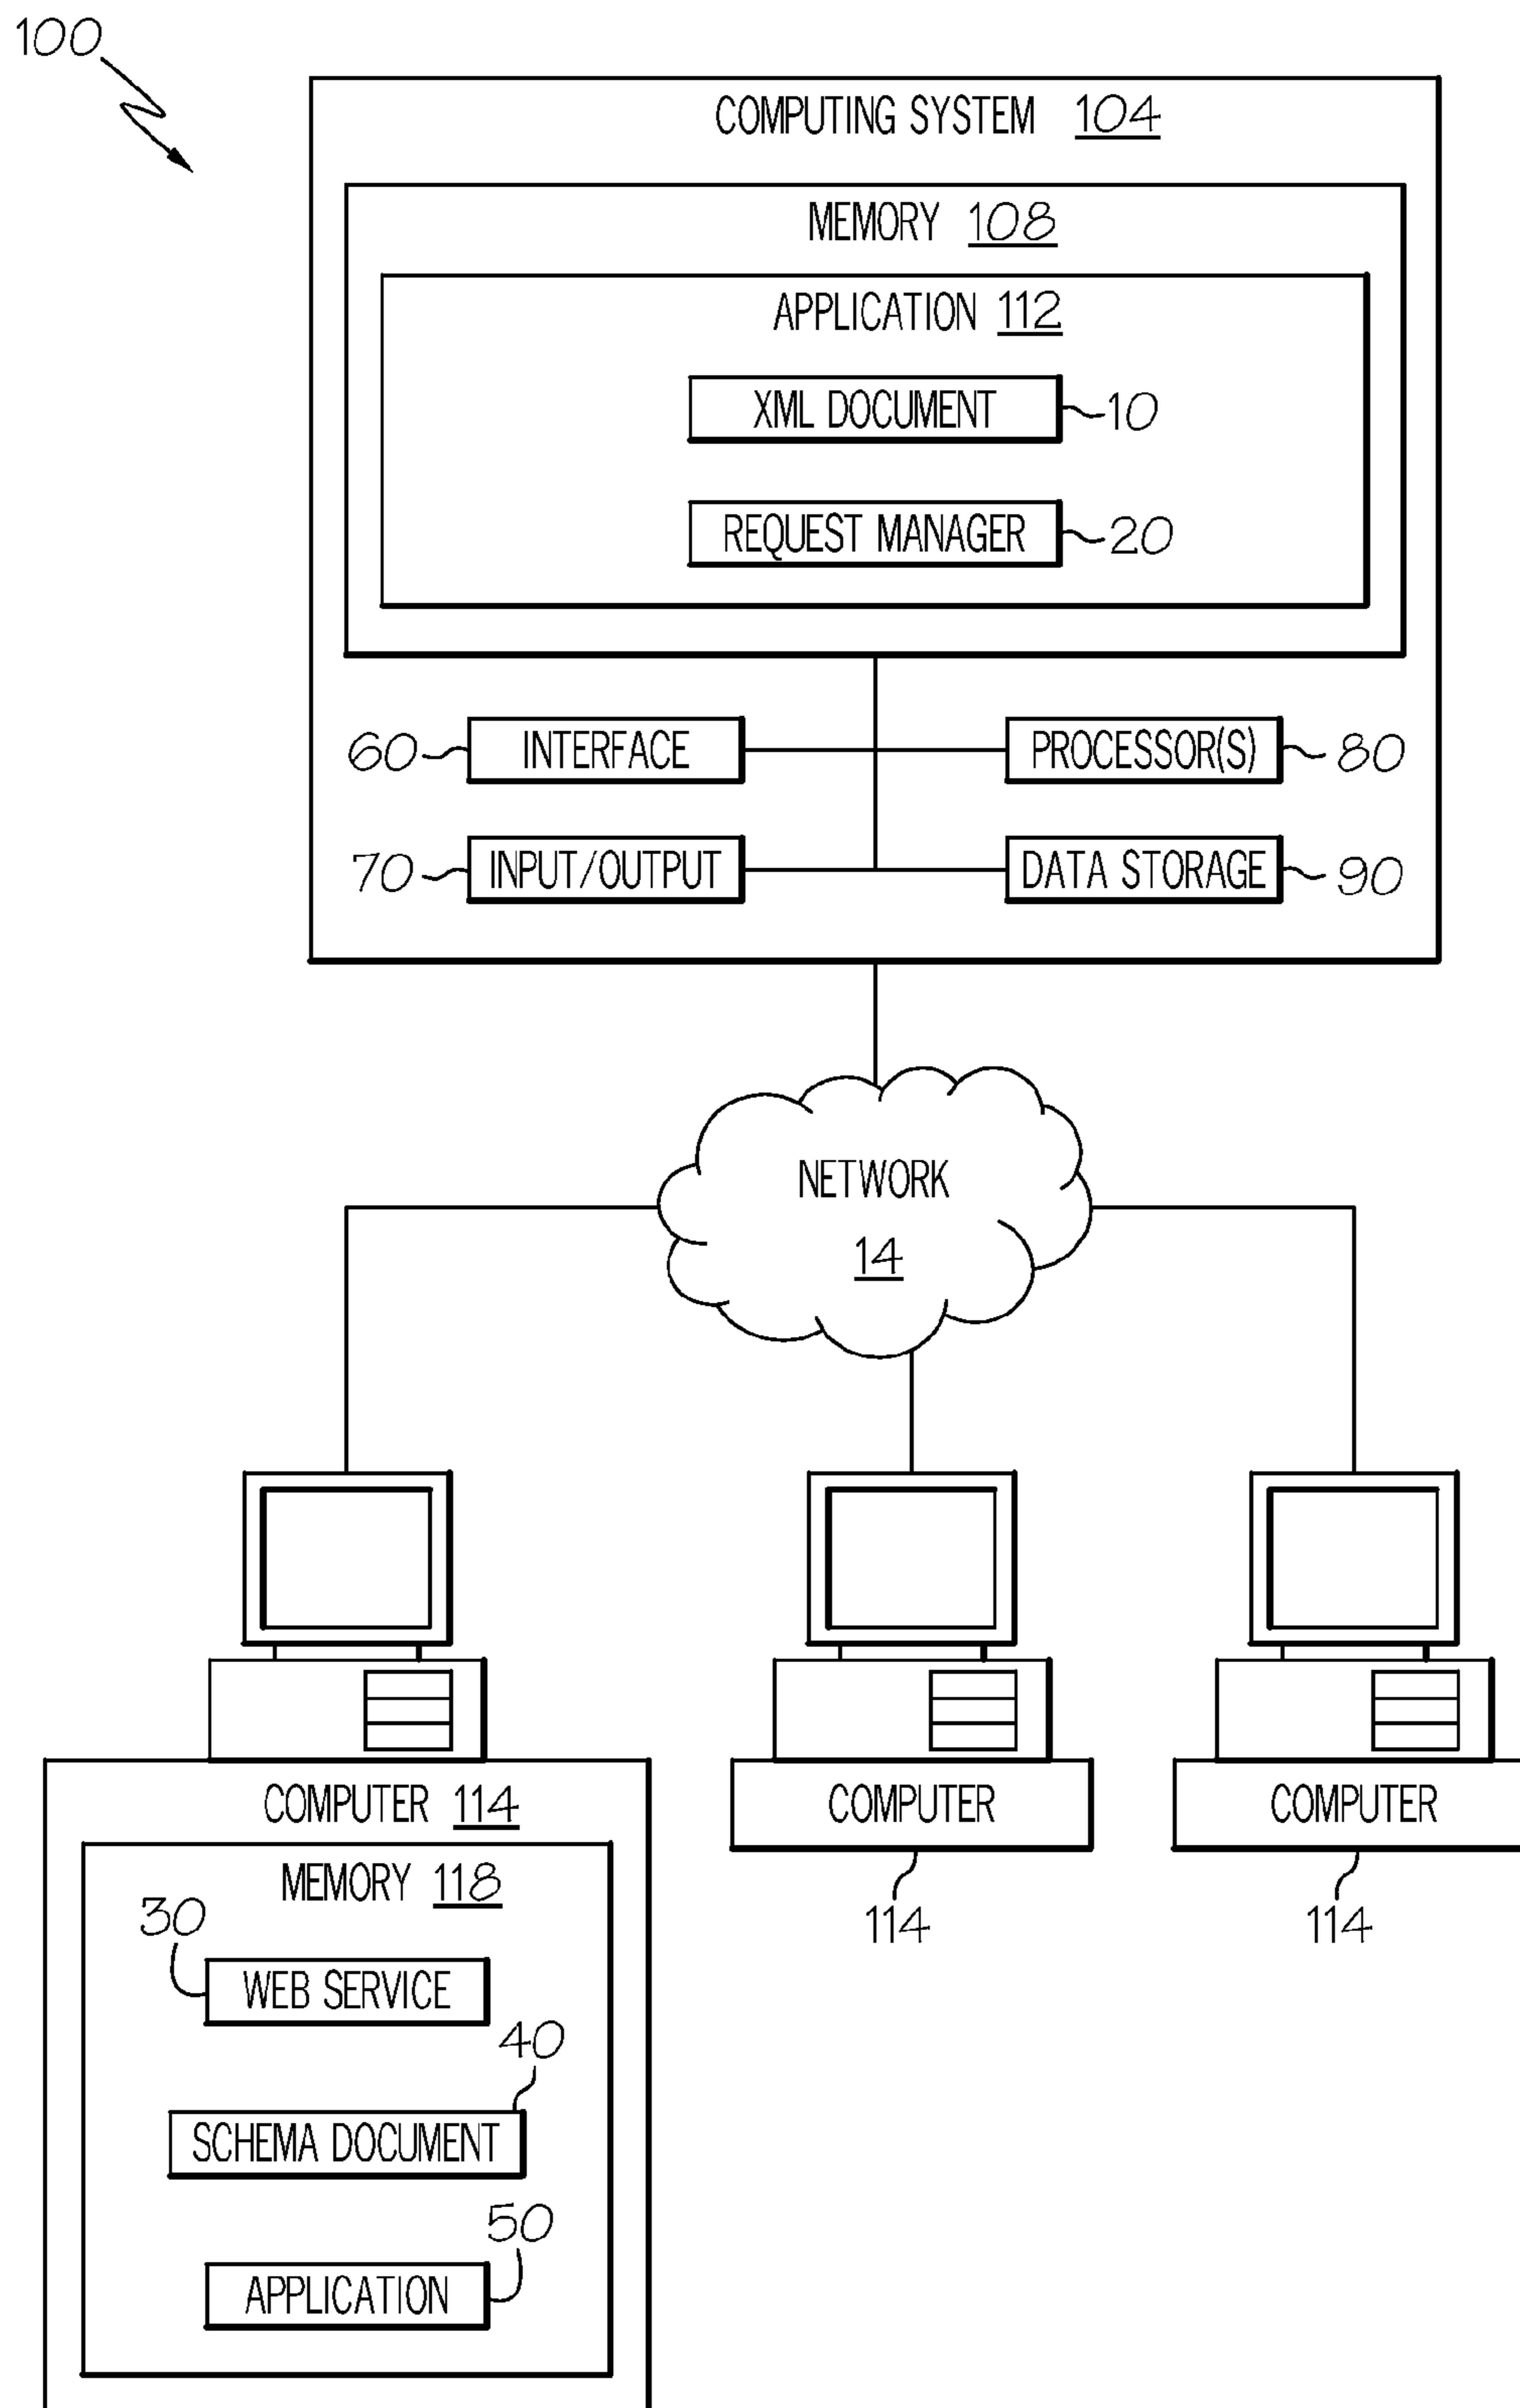 100
COMPUTING SYSTEM 104
MEMORY 108
APPLICATION 112
XML DOCUMENT 10
REQUEST MANAGER 20
60 INTERFACE PROCESSOR(S) 80
70 INPUT/OUTPUT DATA STORAGE 90
NETWORK
14
COMPUTER 114
COMPUTER
114
COMPUTER
114
MEMORY 118
30
WEB SERVICE
40
SCHEMA DOCUMENT
50
APPLICATION